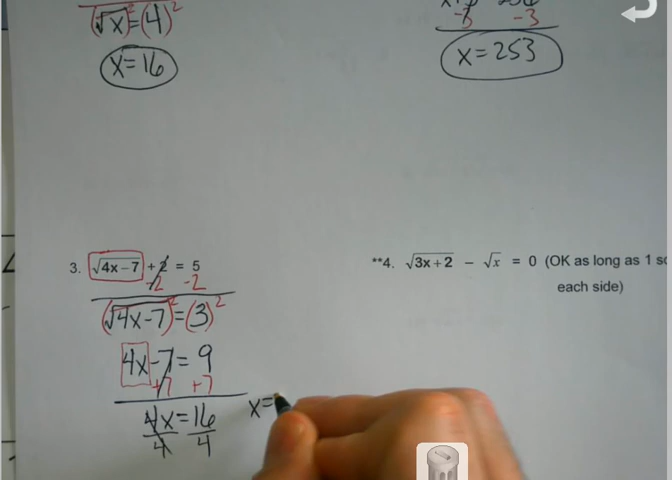 (√x)² = (4)²
-3 -3
x = 16
x = 253
3. √4x-7 + 2 = 5
-2 -2
(√4x-7)² = (3)²
4x-7 = 9
+7 +7
4x = 16
4 4
x =
**4. √3x+2 - √x = 0 (OK as long as 1
each side)